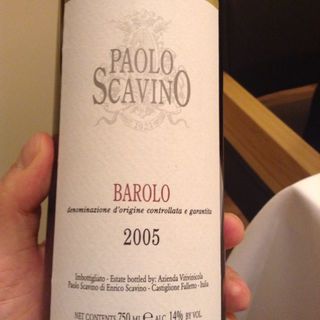 PAOLO
SCAVINO
1921
BAROLO
denominazione d'origine controllata e garantita
2005
Imbottigliato - Estate bottled by: Azienda Vitivinicola
Paolo Scavino di Enrico Scavino - Castiglione Falletto - Italia
NET CONTENTS 750 Ml e ALC. 14% BY VOL.